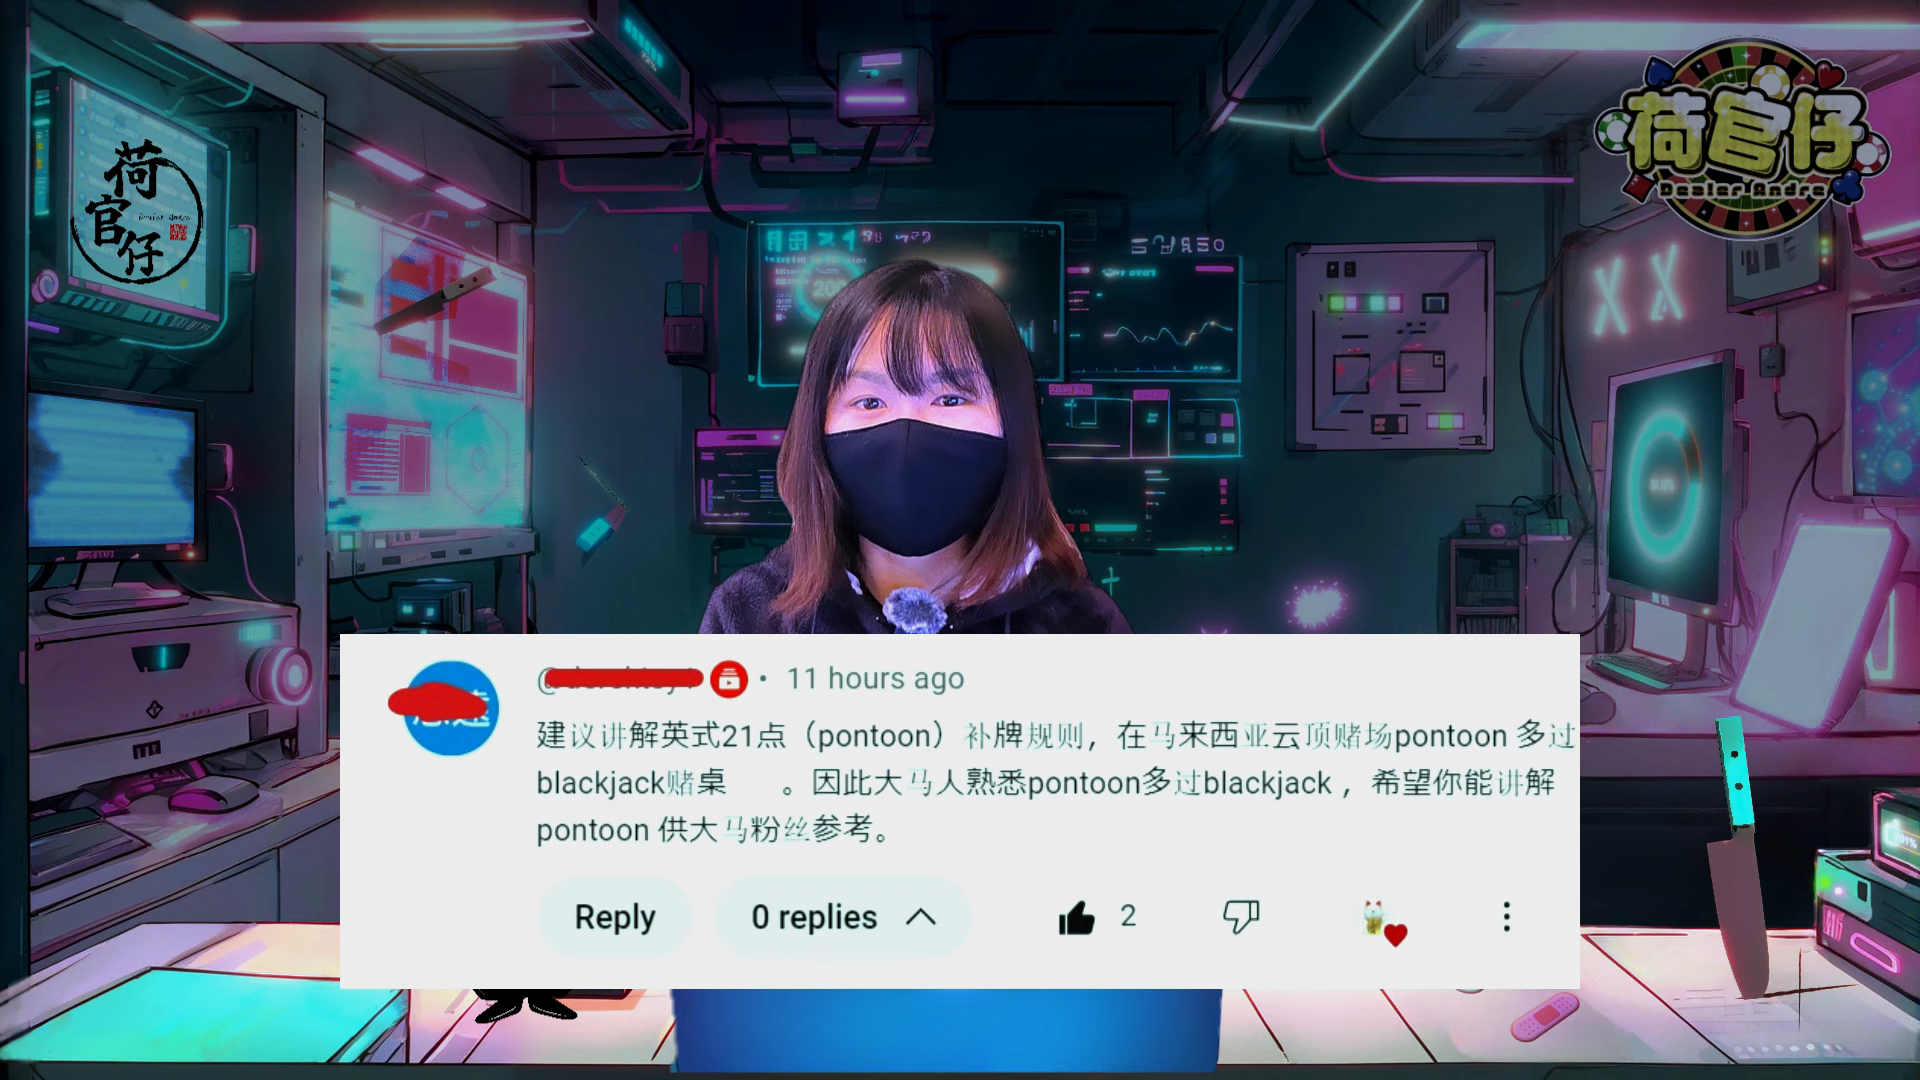 荷官仔
荷官仔
Dealer Andre
XX
• 11 hours ago
建议讲解英式21点（pontoon）补牌规则，在马来西亚云顶赌场pontoon 多过
blackjack赌桌 。因此大马人熟悉pontoon多过blackjack ，希望你能讲解
pontoon 供大马粉丝参考。
Reply
0 replies
2